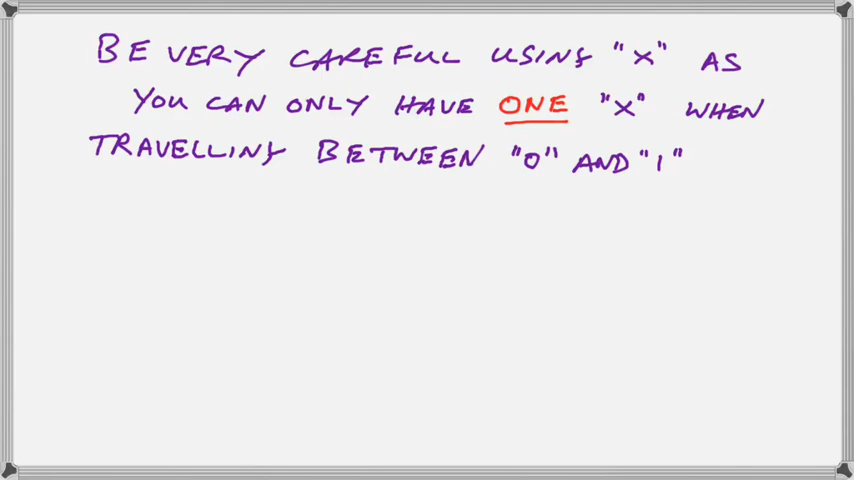 BE VERY CAREFUL USING "X" AS
YOU CAN ONLY HAVE ONE "X" WHEN
TRAVELLING BETWEEN "0" AND "1"